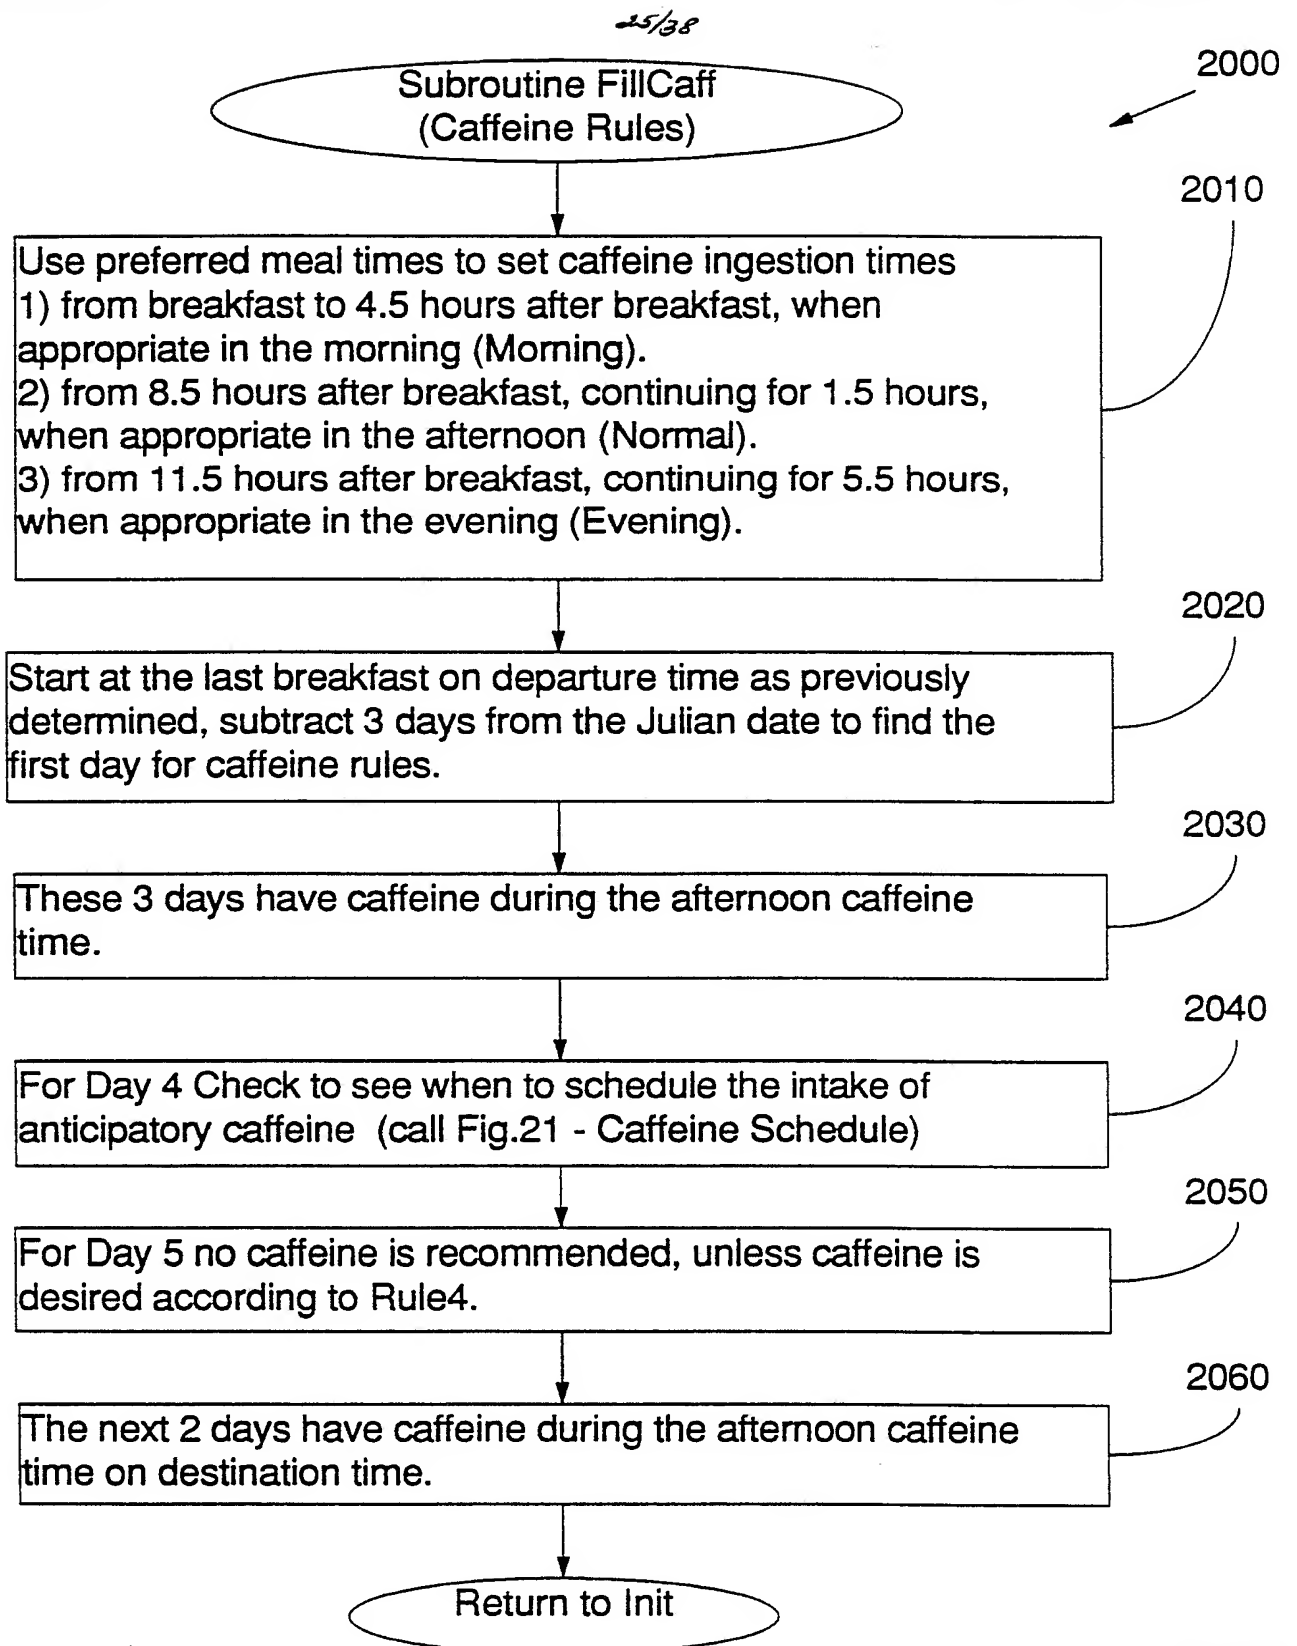 25/38
Subroutine FillCaff
(Caffeine Rules)
2000
2010
Use preferred meal times to set caffeine ingestion times
1) from breakfast to 4.5 hours after breakfast, when
appropriate in the morning (Morning).
2) from 8.5 hours after breakfast, continuing for 1.5 hours,
when appropriate in the afternoon (Normal).
3) from 11.5 hours after breakfast, continuing for 5.5 hours,
when appropriate in the evening (Evening).
2020
Start at the last breakfast on departure time as previously
determined, subtract 3 days from the Julian date to find the
first day for caffeine rules.
2030
These 3 days have caffeine during the afternoon caffeine
time.
2040
For Day 4 Check to see when to schedule the intake of
anticipatory caffeine (call Fig.21 - Caffeine Schedule)
2050
For Day 5 no caffeine is recommended, unless caffeine is
desired according to Rule4.
2060
The next 2 days have caffeine during the afternoon caffeine
time on destination time.
Return to Init